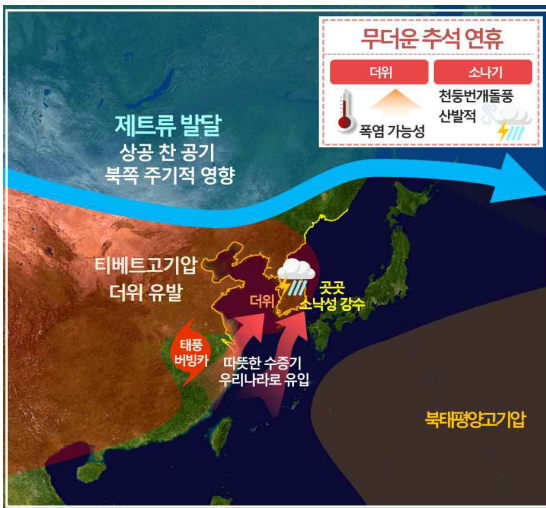 무더운 추석 연휴
더위
소나기
폭염 가능성
천둥번개돌풍
산발적
제트류 발달
상공 찬 공기
북쪽 주기적 영향
티베트고기압
더위 유발
더위
곳곳
소낙성 강수
태풍
버빙카
따뜻한 수증기
우리나라로 유입
북태평양고기압